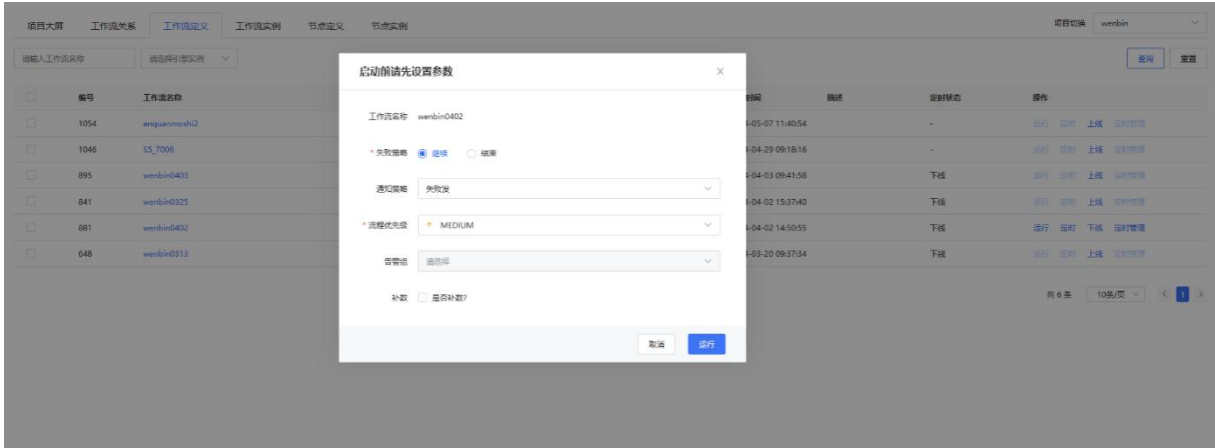 项目大屏 工作流关系 工作流定义 工作流实例 节点定义 节点实例 项目切换 wenbin
请输入工作流名称 请选择引擎实例 查询 重置
启动前请先设置参数
编号 工作流名称 时间 描述 定时状态 操作
1054 anquanmoshi2 4-05-07 11:40:54 - 运行 定时 上线 定时管理
1046 S5_7006 4-04-29 09:18:16 - 运行 定时 上线 定时管理
895 wenbin0403 4-04-03 09:41:58 下线 运行 定时 上线 定时管理
841 wenbin0325 4-04-02 15:37:40 下线 运行 定时 上线 定时管理
881 wenbin0402 4-04-02 14:50:55 下线 运行 定时 下线 定时管理
648 wenbin0313 4-03-20 09:37:34 下线 运行 定时 上线 定时管理
工作流名称 wenbin0402
* 失败策略 继续 结束
通知策略 失败发
* 流程优先级 ↑ MEDIUM
告警组 请选择
补数 是否补数?
取消 运行
共 6 条 10条/页 < 1 >